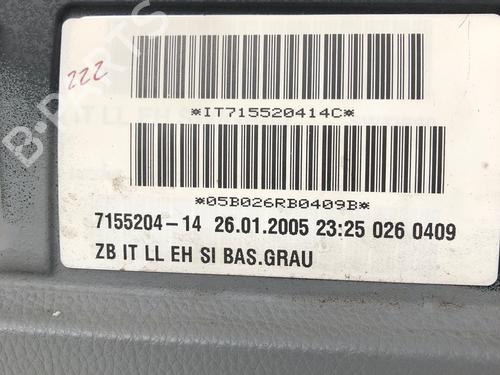 222
*IT715520414C*
*05B026RB0409B*
7155204-14 26.01.2005 23:25 026 0409
ZB IT LL EH SI BAS.GRAU
B-PARTS